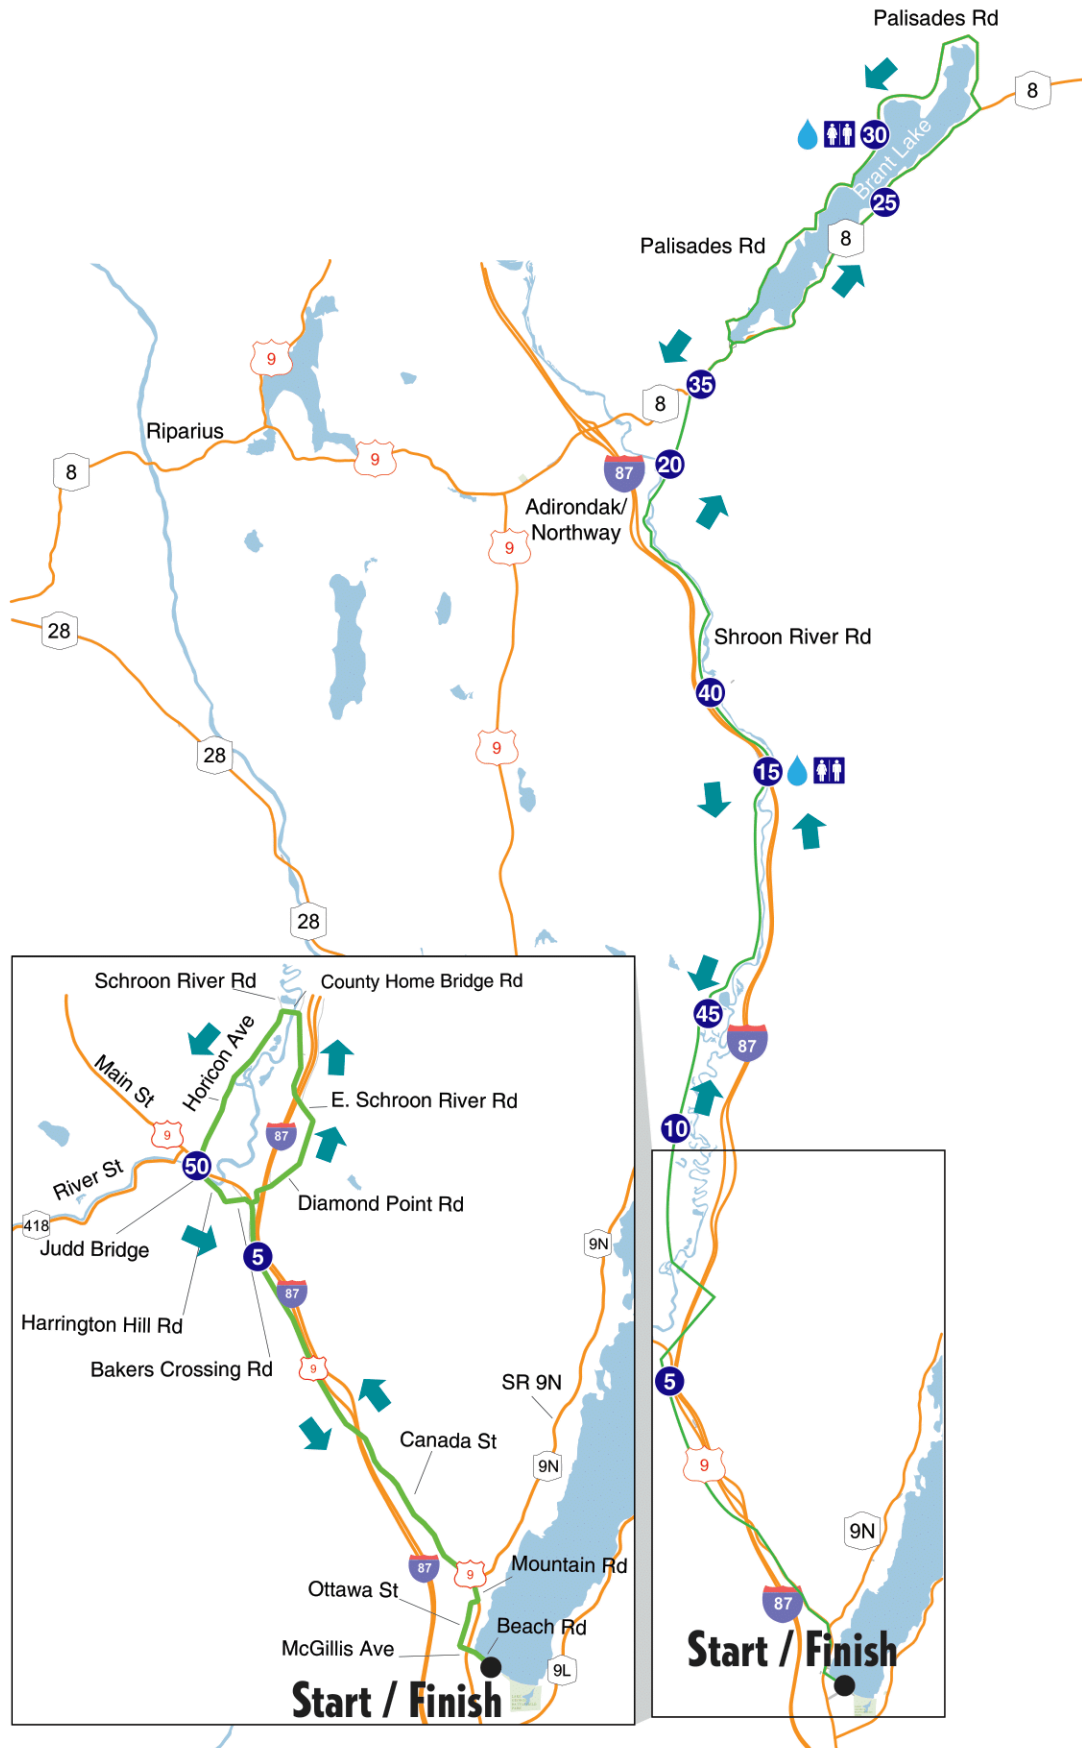 Palisades Rd
8
30
Brant Lake
25
8
Palisades Rd
9
35
8
Riparius
9
8
20
87
Adirondak/
Northway
9
28
Shroon River Rd
40
9
28
15
28
Schroon River Rd
County Home Bridge Rd
45
87
Horicon Ave
Main St
E. Schroon River Rd
10
9
87
50
River St
Diamond Point Rd
418
Judd Bridge
9N
5
87
Harrington Hill Rd
Bakers Crossing Rd
9
5
SR 9N
Canada St
9N
9
9N
87
9
Mountain Rd
Ottawa St
87
Beach Rd
McGillis Ave
9L
Start / Finish
Start / Finish